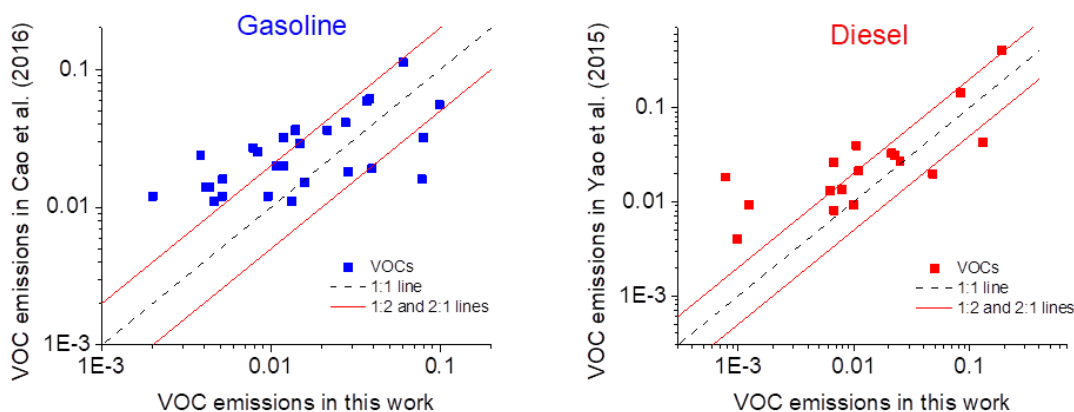 Gasoline
VOC emissions in Cao et al. (2016)
0.1
0.01
1E-3
VOCs
1:1 line
1:2 and 2:1 lines
1E-3 0.01 0.1
VOC emissions in this work
Diesel
VOC emissions in Yao et al. (2015)
0.1
0.01
1E-3
VOCs
1:1 line
1:2 and 2:1 lines
1E-3 0.01 0.1
VOC emissions in this work